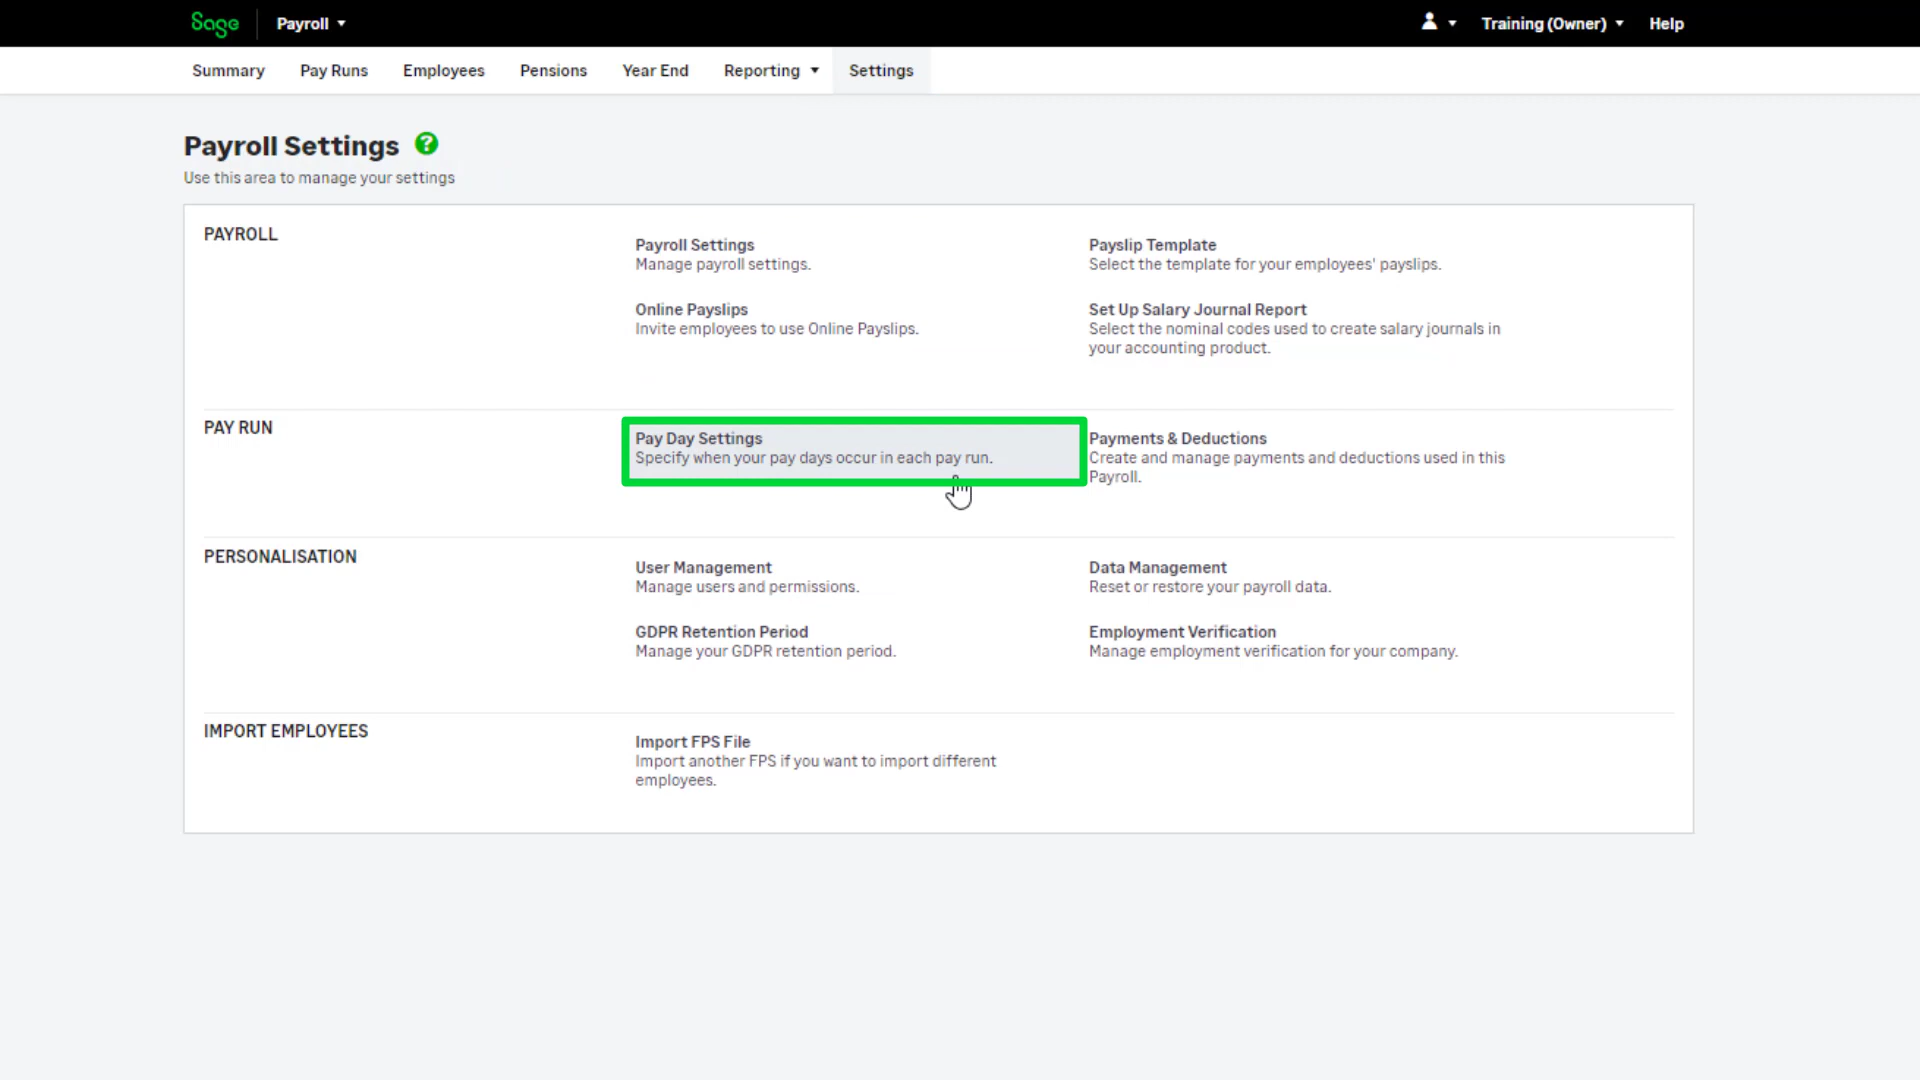 Sage Payroll Training (Owner) Help
Summary Pay Runs Employees Pensions Year End Reporting Settings
Payroll Settings ?
Use this area to manage your settings
PAYROLL
Payroll Settings
Manage payroll settings.
Payslip Template
Select the template for your employees' payslips.
Online Payslips
Invite employees to use Online Payslips.
Set Up Salary Journal Report
Select the nominal codes used to create salary journals in
your accounting product.
PAY RUN
Pay Day Settings
Specify when your pay days occur in each pay run.
Payments & Deductions
Create and manage payments and deductions used in this
Payroll.
PERSONALISATION
User Management
Manage users and permissions.
Data Management
Reset or restore your payroll data.
GDPR Retention Period
Manage your GDPR retention period.
Employment Verification
Manage employment verification for your company.
IMPORT EMPLOYEES
Import FPS File
Import another FPS if you want to import different
employees.